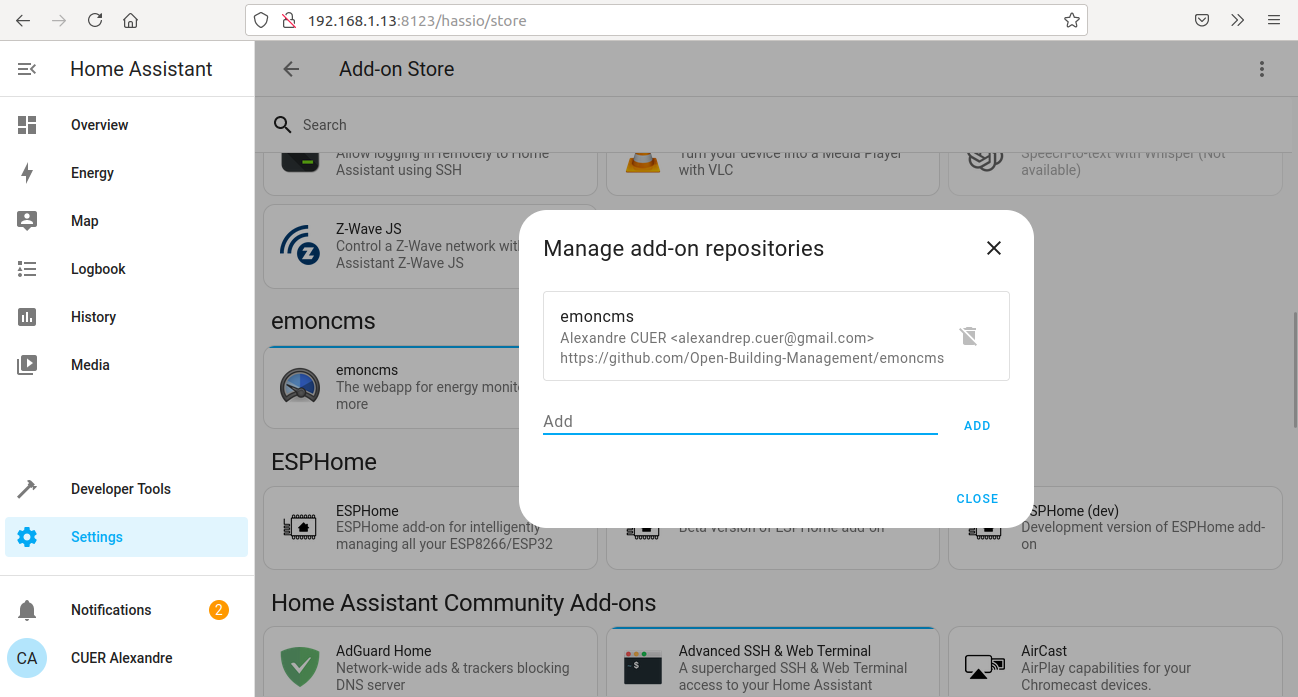 192.168.1.13:8123/hassio/store
Home Assistant
Add-on Store
Overview
Energy
Map
Logbook
History
Media
Developer Tools
Settings
Notifications
2
CA
CUER Alexandre
Search
Allow logging in remotely to Home
Assistant using SSH
Turn your device into a Media Player
with VLC
Speech-to-text with Whisper (Not
available)
Z-Wave JS
Control a Z-Wave network with
Assistant Z-Wave JS
emoncms
emoncms
The webapp for energy monito
more
ESPHome
ESPHome
ESPHome add-on for intelligently
managing all your ESP8266/ESP32
Beta version of ESPHome add-on
SPHome (dev)
Development version of ESPHome add-
on
Home Assistant Community Add-ons
AdGuard Home
Network-wide ads & trackers blocking
DNS server
$
Advanced SSH & Web Terminal
A supercharged SSH & Web Terminal
access to your Home Assistant
AirCast
AirPlay capabilities for your
Chromecast devices.
Manage add-on repositories
emoncms
Alexandre CUER <alexandrep.cuer@gmail.com>
https://github.com/Open-Building-Management/emoncms
Add
ADD
CLOSE